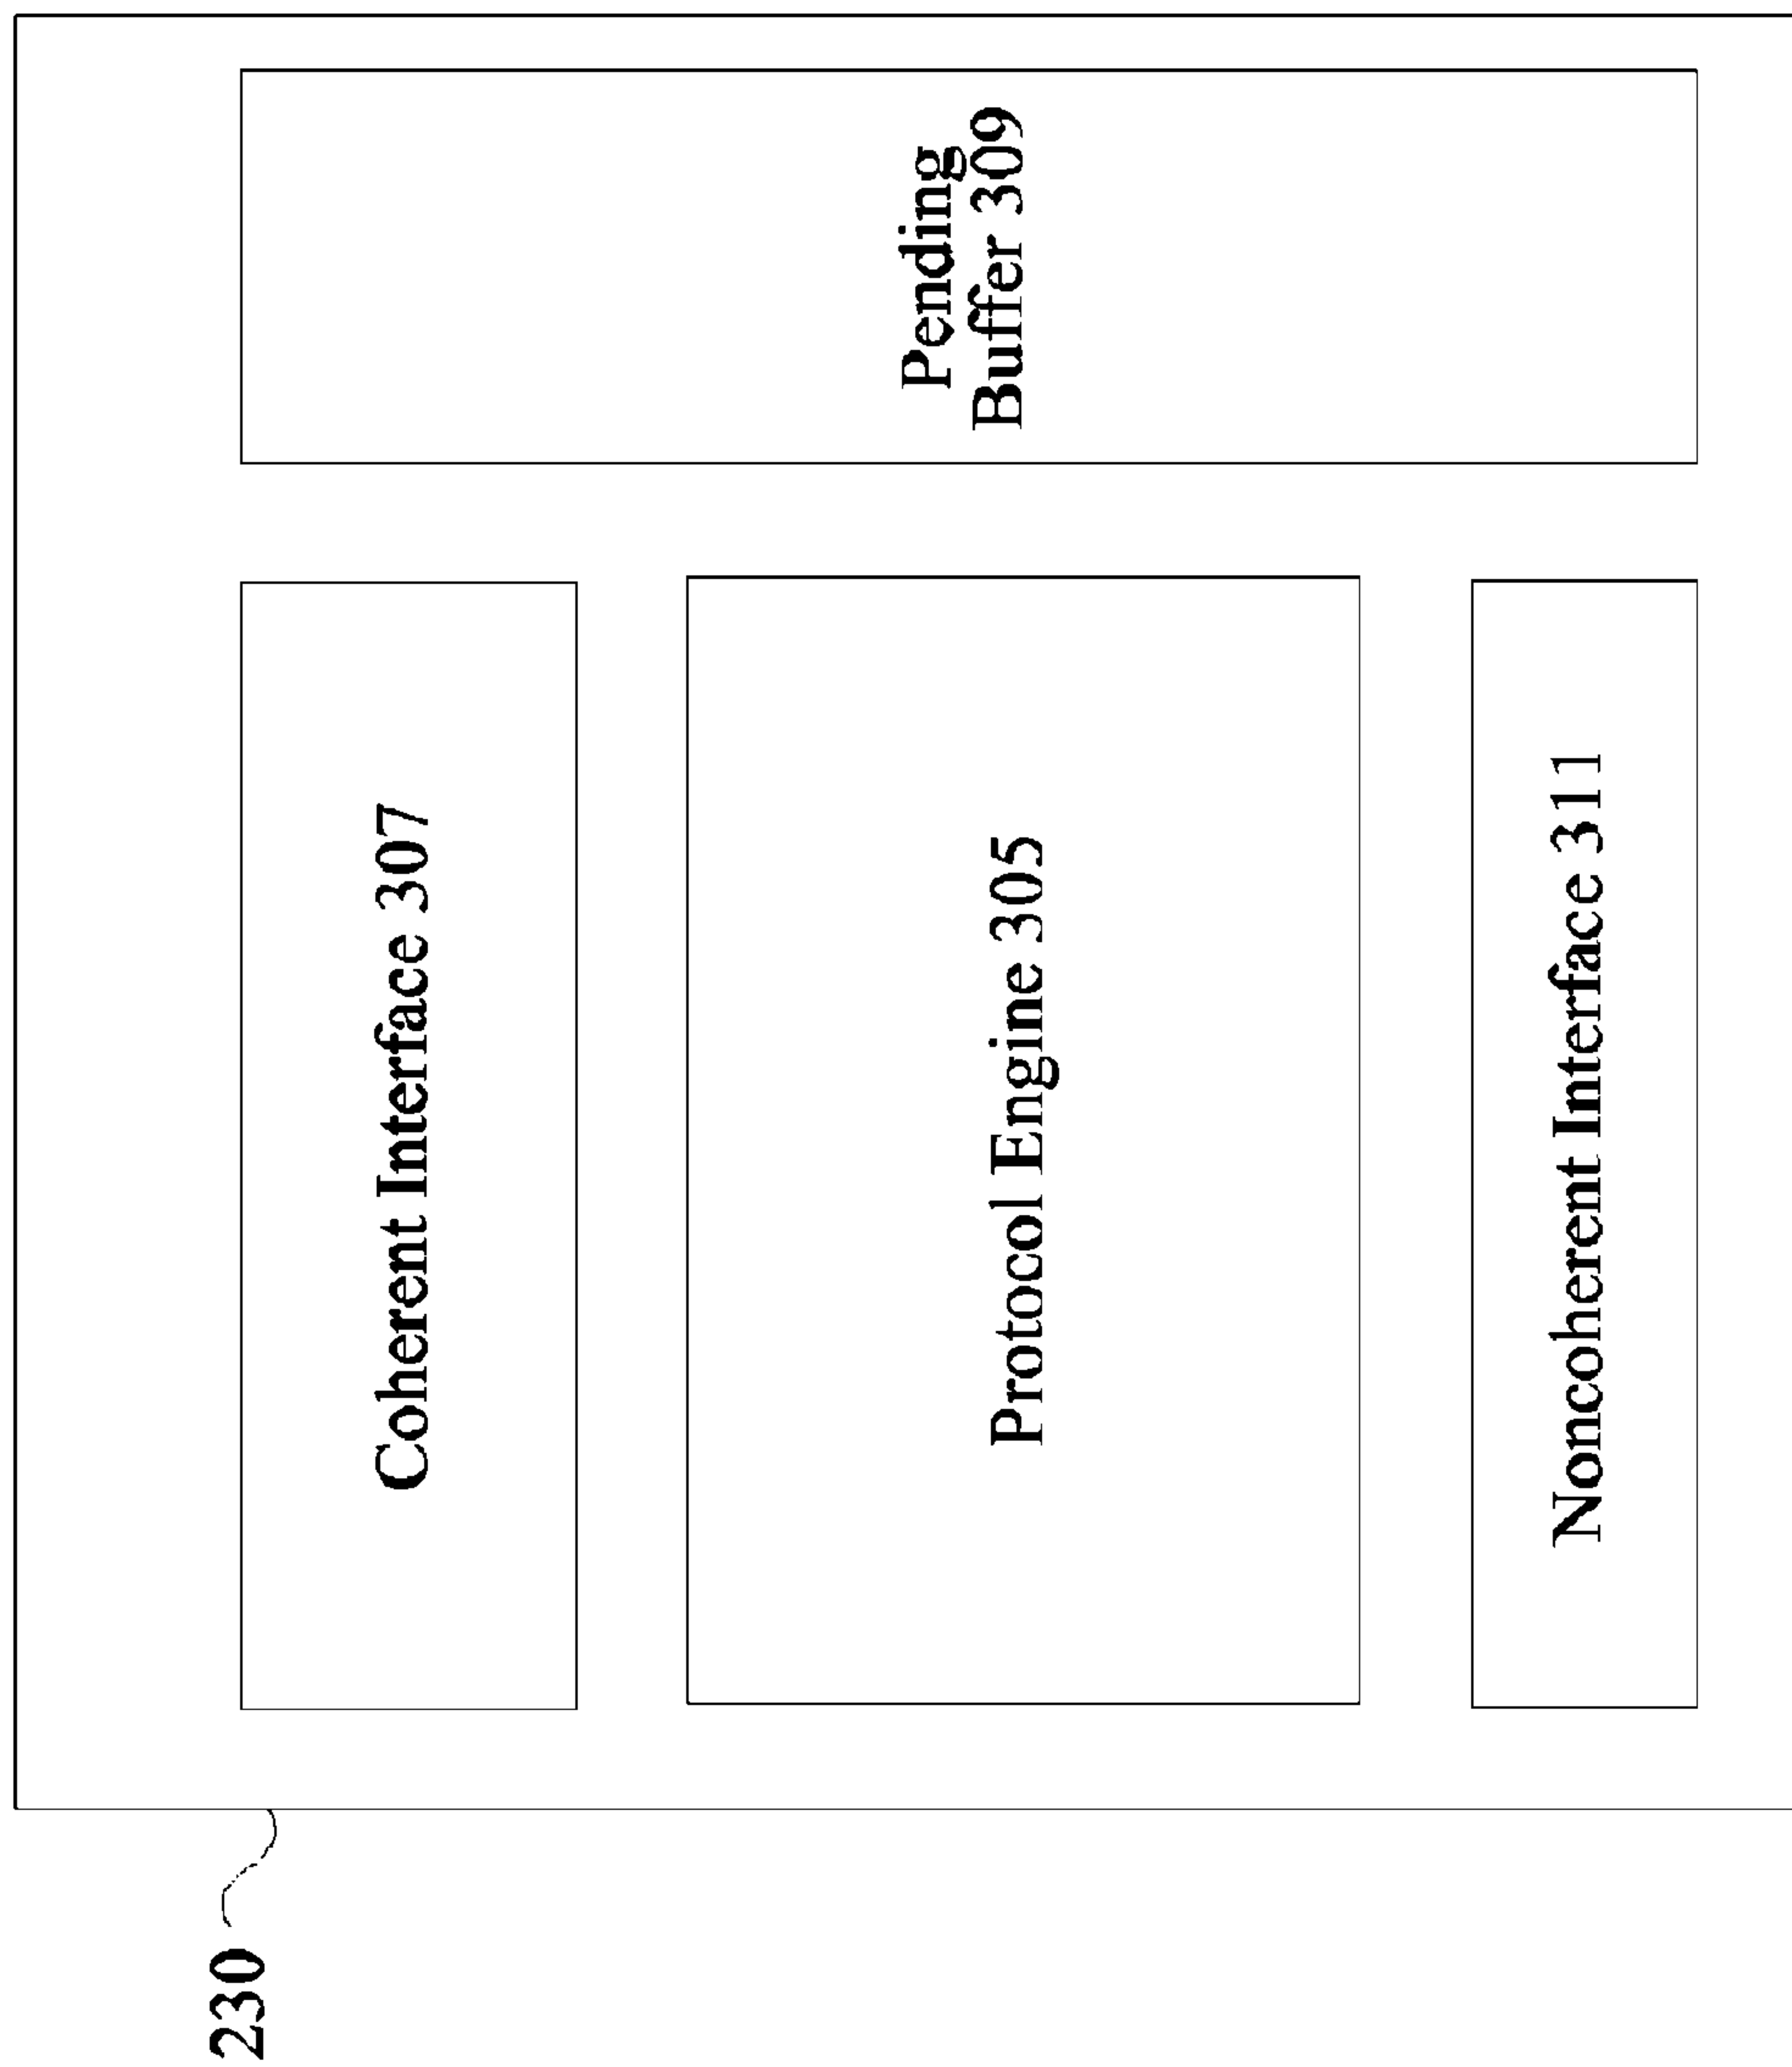 230
Coherent Interface 307
Protocol Engine 305
Noncoherent Interface 311
Pending
Buffer 309